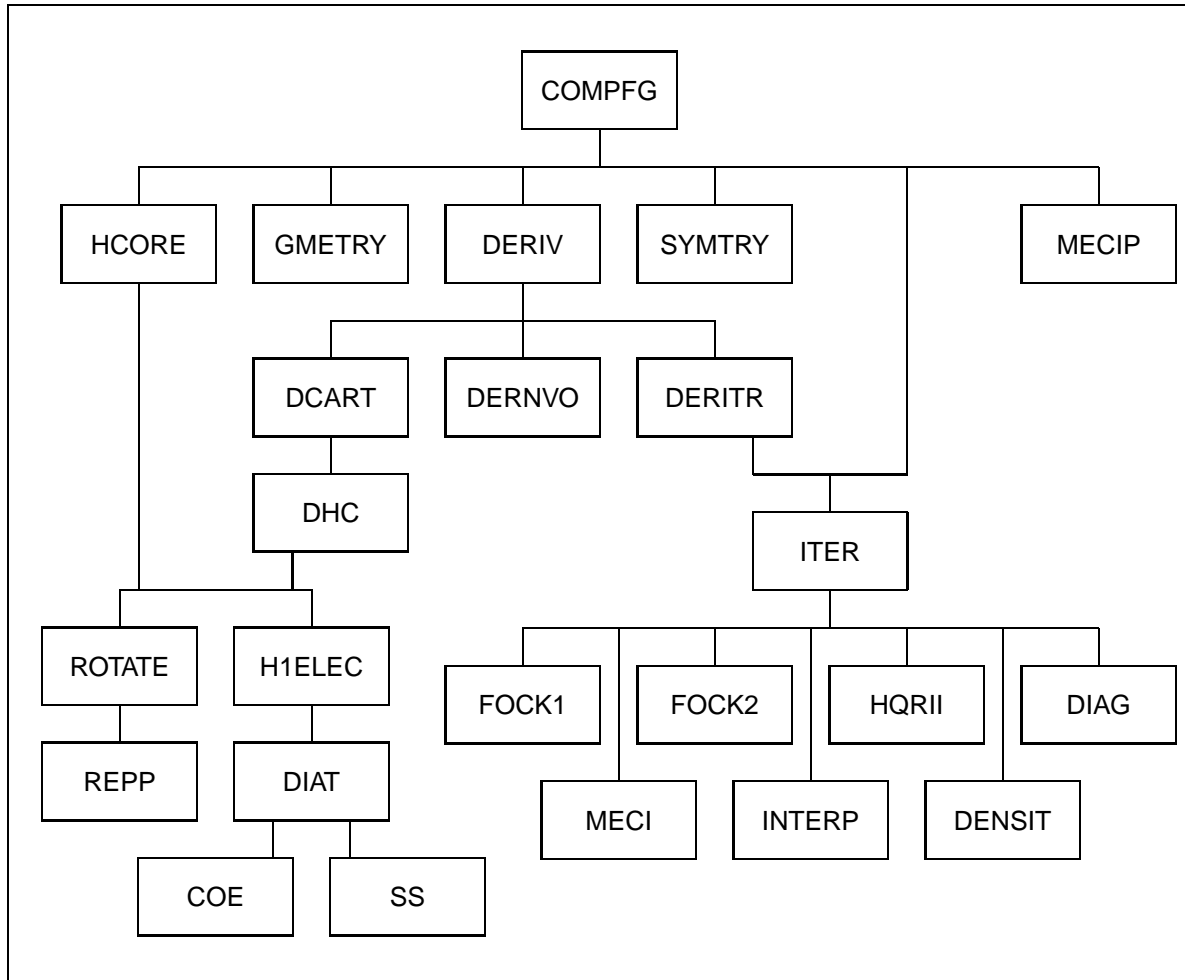 COMPFG
HCORE
GMETRY
DERIV
SYMTRY
MECIP
DCART
DERNVO
DERITR
DHC
ITER
ROTATE
H1ELEC
FOCK1
FOCK2
HQRII
DIAG
REPP
DIAT
MECI
INTERP
DENSIT
COE
SS